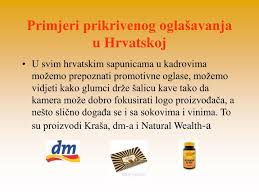 Primjeri prikrivenog oglašavanja
u Hrvatskoj
• U svim hrvatskim sapunicama u kadrovima
možemo prepoznati promotivne oglase, možemo
vidjeti kako glumci drže šalicu kave tako da
kamera može dobro fokusirati logo proizvođača, a
nešto slično događa se i sa sokovima i vinima. To
su proizvodi Kraša, dm-a i Natural Wealth-a
dm